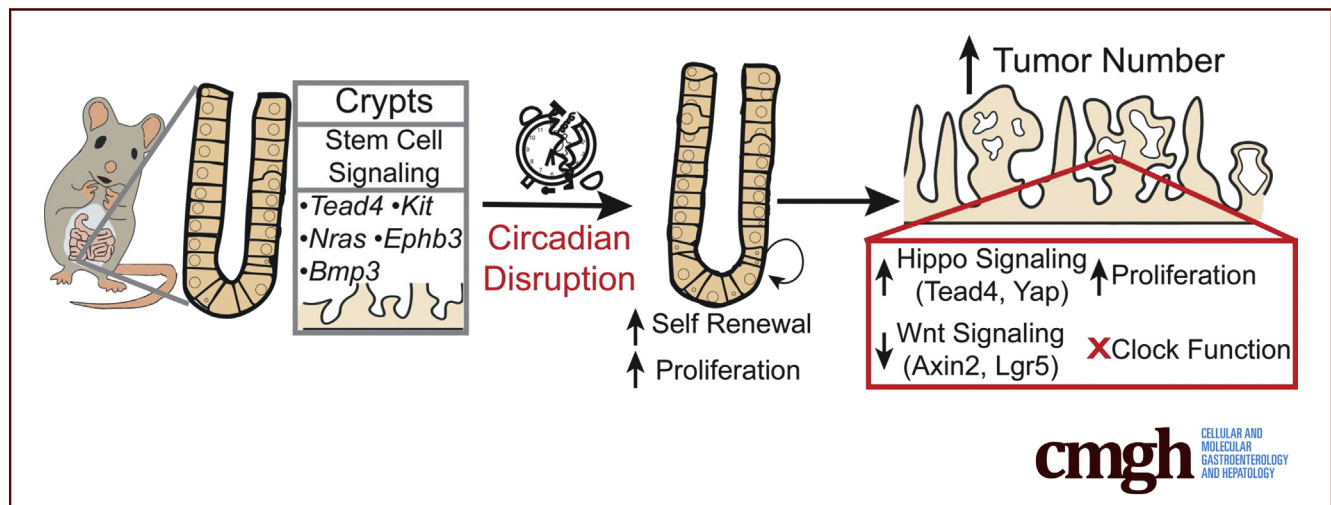 Crypts
Stem Cell
Signaling
•Tead4 •Kit
•Nras •Ephb3
•Bmp3
Circadian
Disruption
Self Renewal
Proliferation
Tumor Number
Hippo Signaling
(Tead4, Yap)
Proliferation
Wnt Signaling
(Axin2, Lgr5)
X Clock Function
cmgh
CELLULAR AND
MOLECULAR
GASTROENTEROLOGY
AND HEPATOLOGY